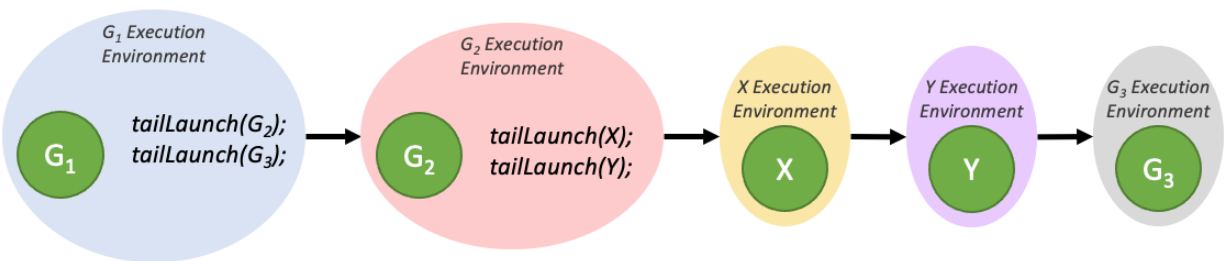 G₁ Execution
Environment
G₁
tailLaunch(G₂);
tailLaunch(G₃);
G₂ Execution
Environment
G₂
tailLaunch(X);
tailLaunch(Y);
X Execution
Environment
X
Y Execution
Environment
Y
G₃ Execution
Environment
G₃